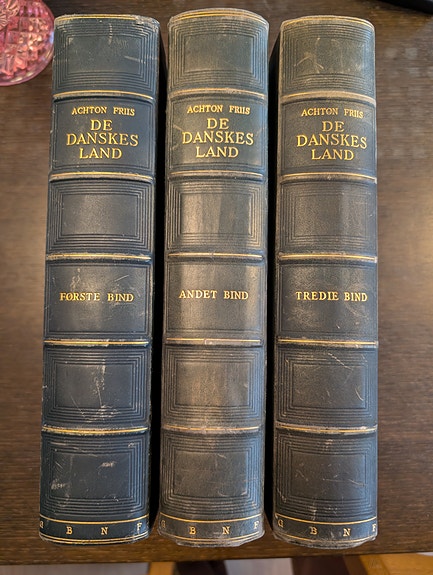 ACHTON FRIIS
DE
DANSKES
LAND
FØRSTE BIND
G B N F
ACHTON FRIIS
DE
DANSKES
LAND
ANDET BIND
G B N F
ACHTON FRIIS
DE
DANSKES
LAND
TREDIE BIND
G B N F